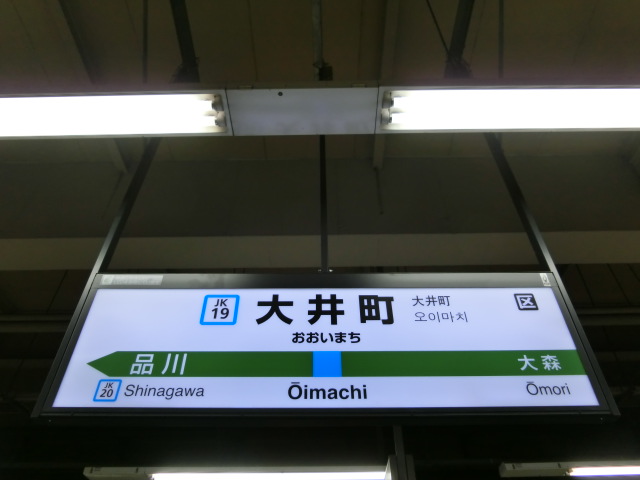 JK
19
大井町
大井町
오이마치
区
おおいまち
品川
大森
JK
20
Shinagawa
Ōimachi
Ōmori